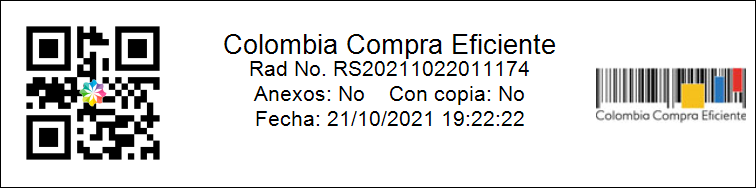 Colombia Compra Eficiente
Rad No. RS20211022011174
Anexos: No    Con copia: No
Fecha: 21/10/2021 19:22:22
Colombia Compra Eficiente